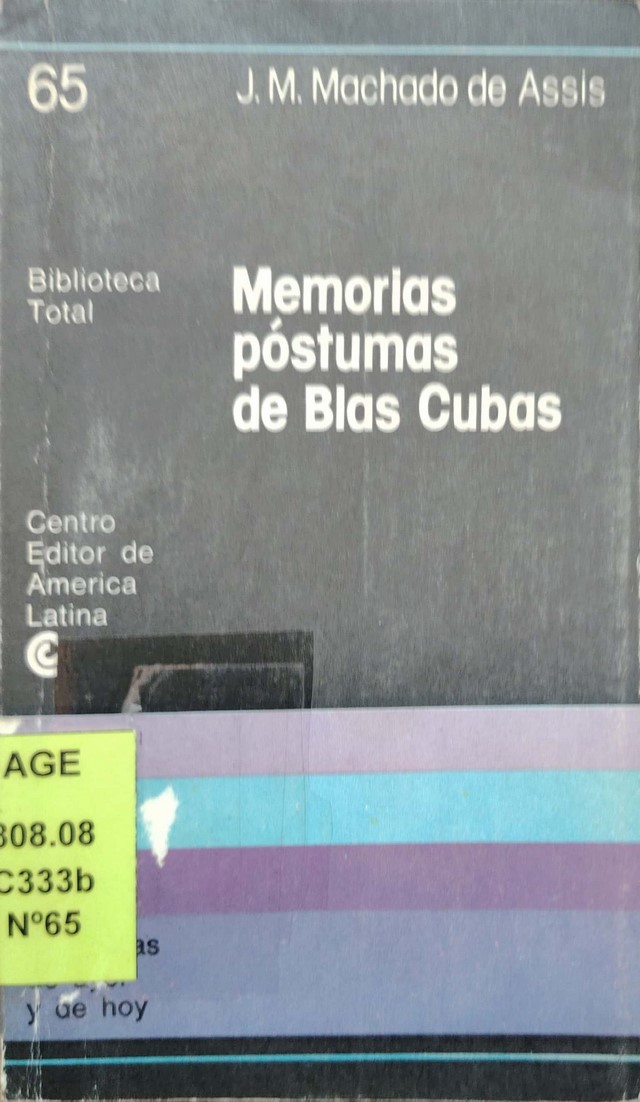 65
J. M. Machado de Assis
Biblioteca
Total
Memorias
póstumas
de Blas Cubas
Centro
Editor de
America
Latina
AGE
808.08
C333b
Nº65
y de hoy